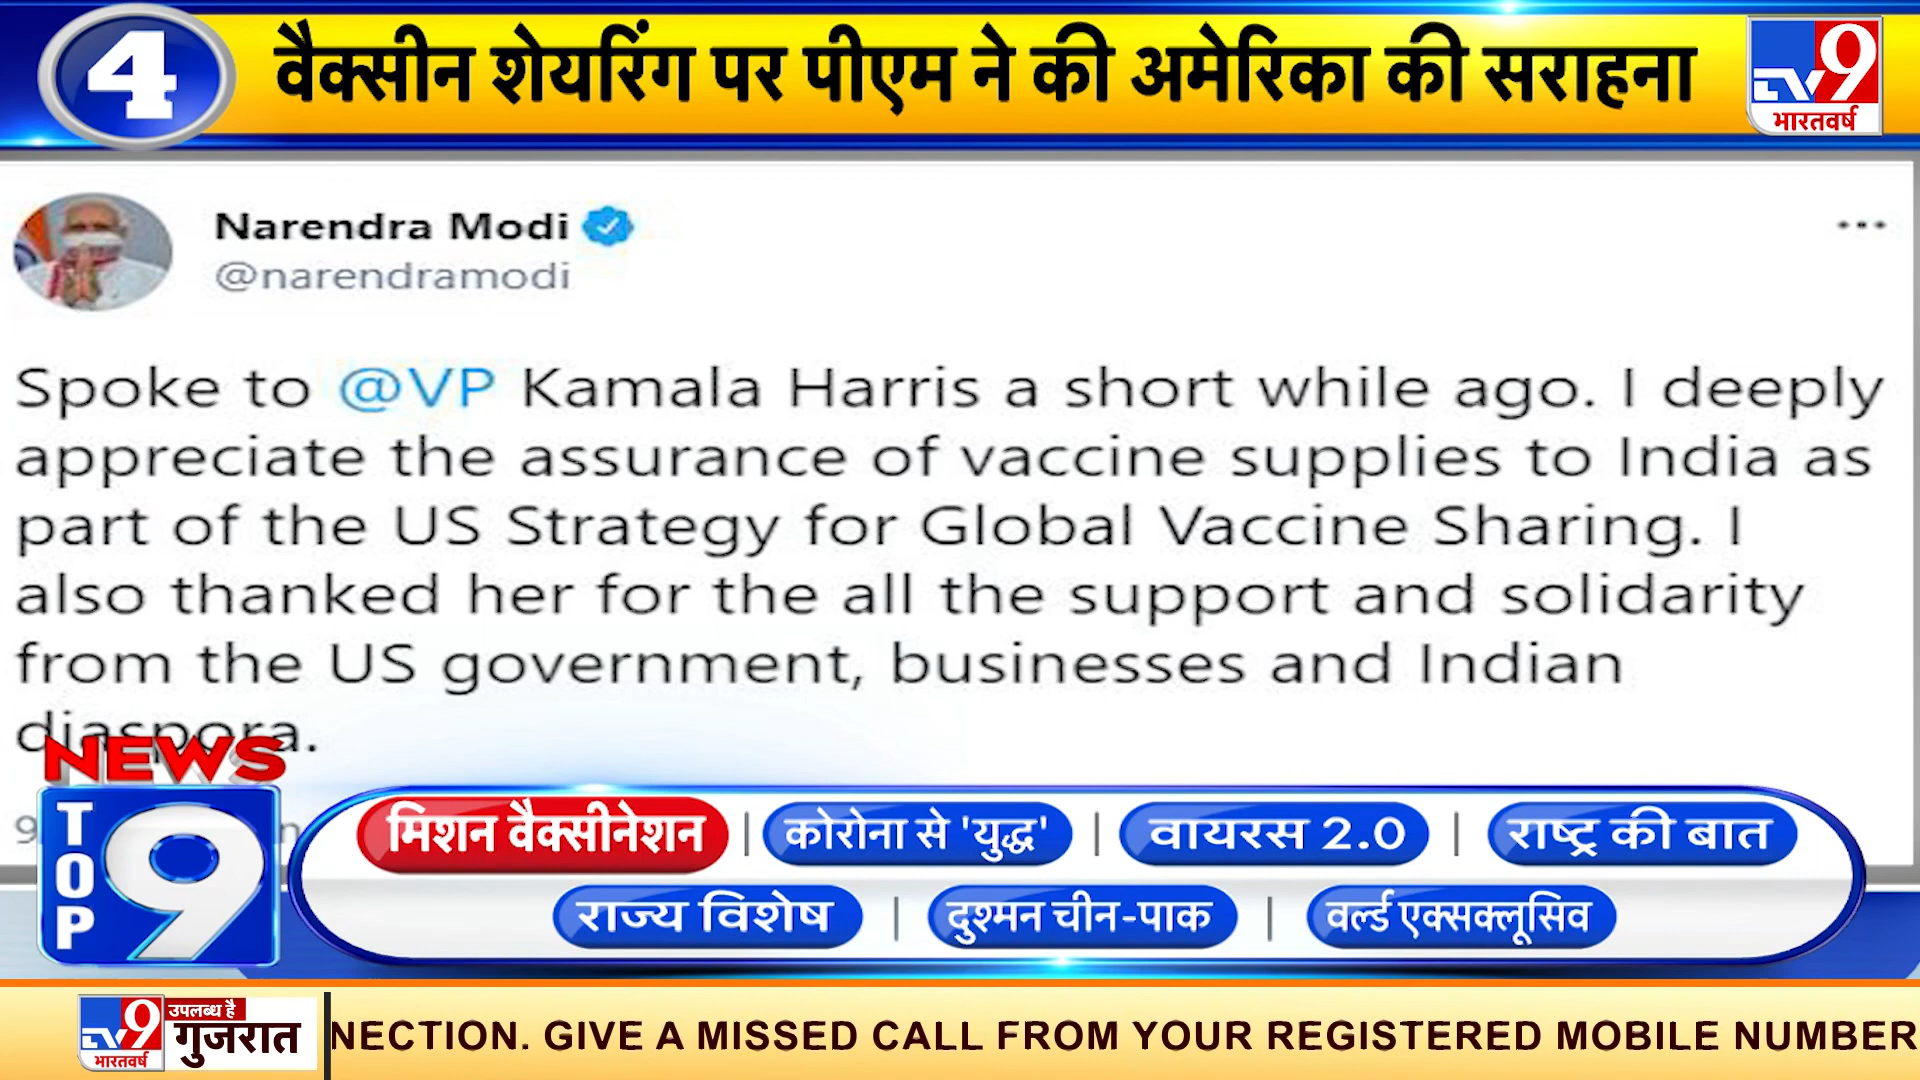 4
वैक्सीन शेयरिंग पर पीएम ने की अमेरिका की सराहना
TV9
भारतवर्ष
Narendra Modi
@narendramodi
Spoke to @VP Kamala Harris a short while ago. I deeply
appreciate the assurance of vaccine supplies to India as
part of the US Strategy for Global Vaccine Sharing. I
also thanked her for the all the support and solidarity
from the US government, businesses and Indian
diaspora.
NEWS
TOP 9
मिशन वैक्सीनेशन | कोरोना से 'युद्ध' | वायरस 2.0 | राष्ट्र की बात
राज्य विशेष | दुश्मन चीन-पाक | वर्ल्ड एक्सक्लूसिव
TV9
भारतवर्ष
उपलब्ध है
गुजरात
NECTION. GIVE A MISSED CALL FROM YOUR REGISTERED MOBILE NUMBER